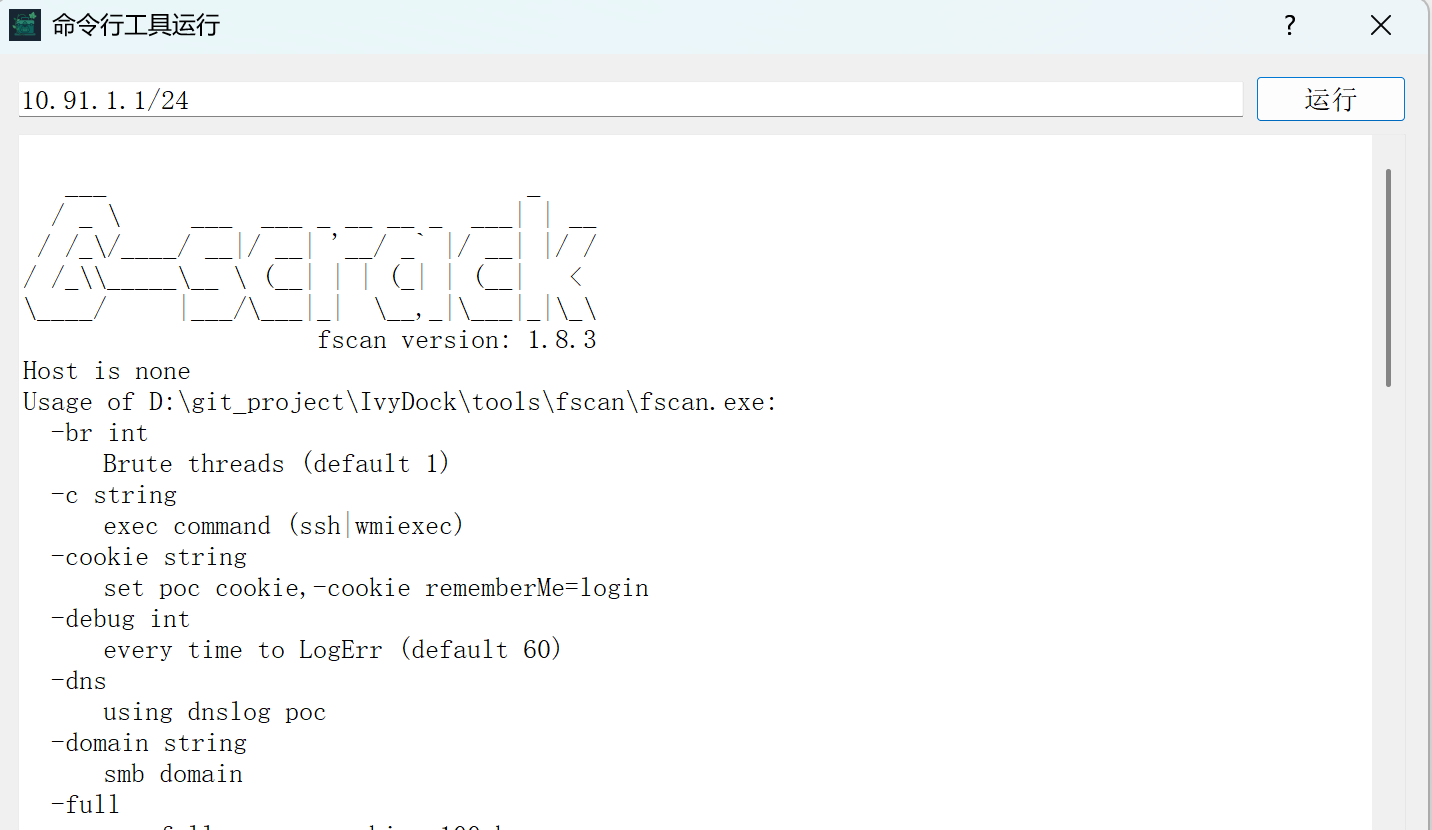 命令行工具运行
10.91.1.1/24
运行
   ___                              _
  / _ \     ___  ___ _ __ __ _  ___| | __
 / /_\/____/ __|/ __| '__/ _` |/ __| |/ /
/ /_\\_____\__ \ (__| | | (_| | (__|   <
\____/     |___/\___|_|  \__,_|\___|_|\_\
fscan version: 1.8.3
Host is none
Usage of D:\git_project\IvyDock\tools\fscan\fscan.exe:
-br int
Brute threads (default 1)
-c string
exec command (ssh|wmiexec)
-cookie string
set poc cookie,-cookie rememberMe=login
-debug int
every time to LogErr (default 60)
-dns
using dnslog poc
-domain string
smb domain
-full